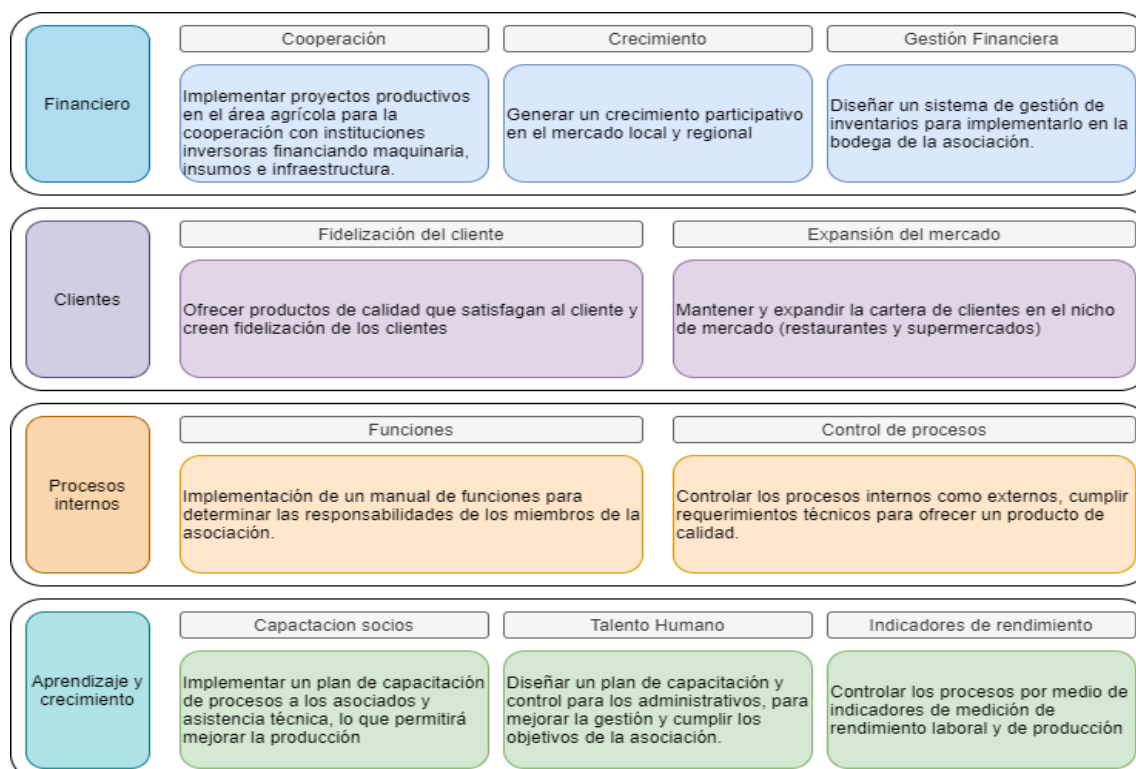 Cooperación
Crecimiento
Gestión Financiera
Financiero
Implementar proyectos productivos
en el área agrícola para la
cooperación con instituciones
inversoras financiando maquinaria,
insumos e infraestructura.
Generar un crecimiento participativo
en el mercado local y regional
Diseñar un sistema de gestión de
inventarios para implementarlo en la
bodega de la asociación.
Fidelización del cliente
Expansión del mercado
Clientes
Ofrecer productos de calidad que satisfagan al cliente y
creen fidelización de los clientes
Mantener y expandir la cartera de clientes en el nicho
de mercado (restaurantes y supermercados)
Funciones
Control de procesos
Procesos
internos
Implementación de un manual de funciones para
determinar las responsabilidades de los miembros de la
asociación.
Controlar los procesos internos como externos, cumplir
requerimientos técnicos para ofrecer un producto de
calidad.
Capactacion socios
Talento Humano
Indicadores de rendimiento
Aprendizaje y
crecimiento
Implementar un plan de capacitación
de procesos a los asociados y
asistencia técnica, lo que permitirá
mejorar la producción
Diseñar un plan de capacitación y
control para los administrativos, para
mejorar la gestión y cumplir los
objetivos de la asociación.
Controlar los procesos por medio de
indicadores de medición de
rendimiento laboral y de producción